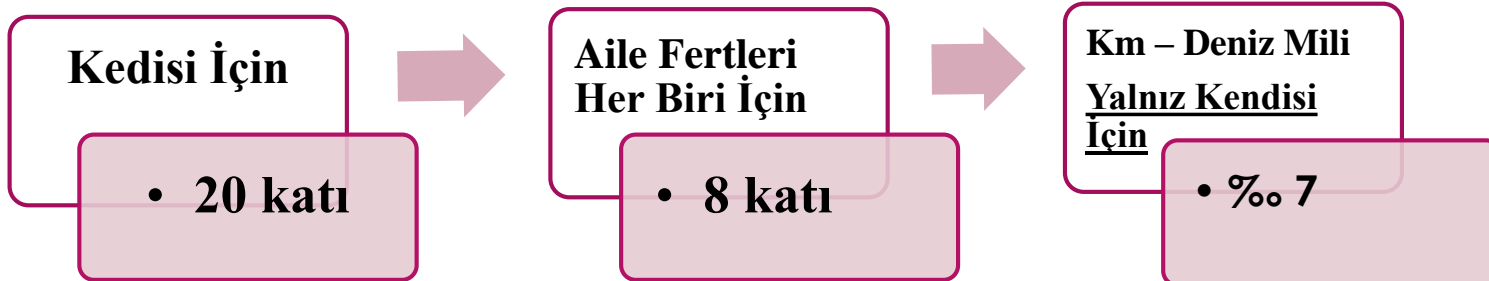 Kedisi İçin
• 20 katı
Aile Fertleri
Her Biri İçin
• 8 katı
Km – Deniz Mili
Yalnız Kendisi
İçin
• ‰ 7